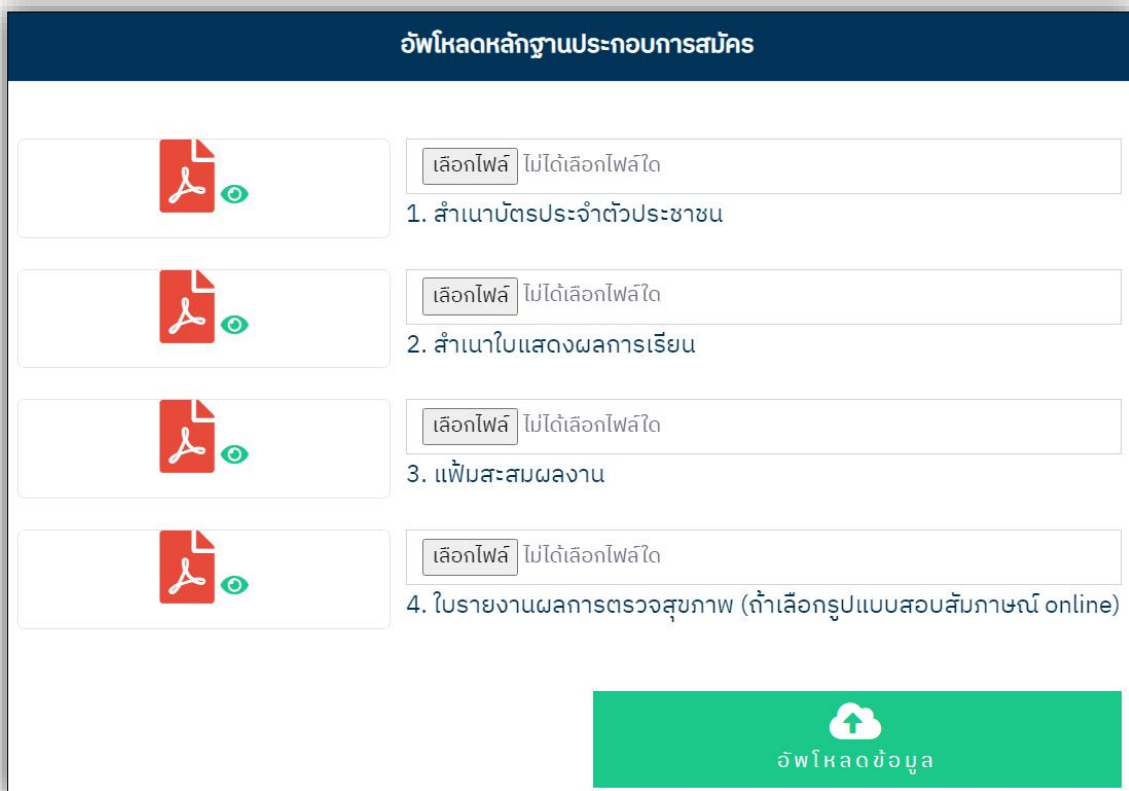 อัพโหลดหลักฐานประกอบการสมัคร
เลือกไฟล์ ไม่ได้เลือกไฟล์ใด
1. สำเนาบัตรประจำตัวประชาชน
เลือกไฟล์ ไม่ได้เลือกไฟล์ใด
2. สำเนาใบแสดงผลการเรียน
เลือกไฟล์ ไม่ได้เลือกไฟล์ใด
3. แฟ้มสะสมผลงาน
เลือกไฟล์ ไม่ได้เลือกไฟล์ใด
4. ใบรายงานผลการตรวจสุขภาพ (ถ้าเลือกรูปแบบสอบสัมภาษณ์ online)
อัพโหลดข้อมูล